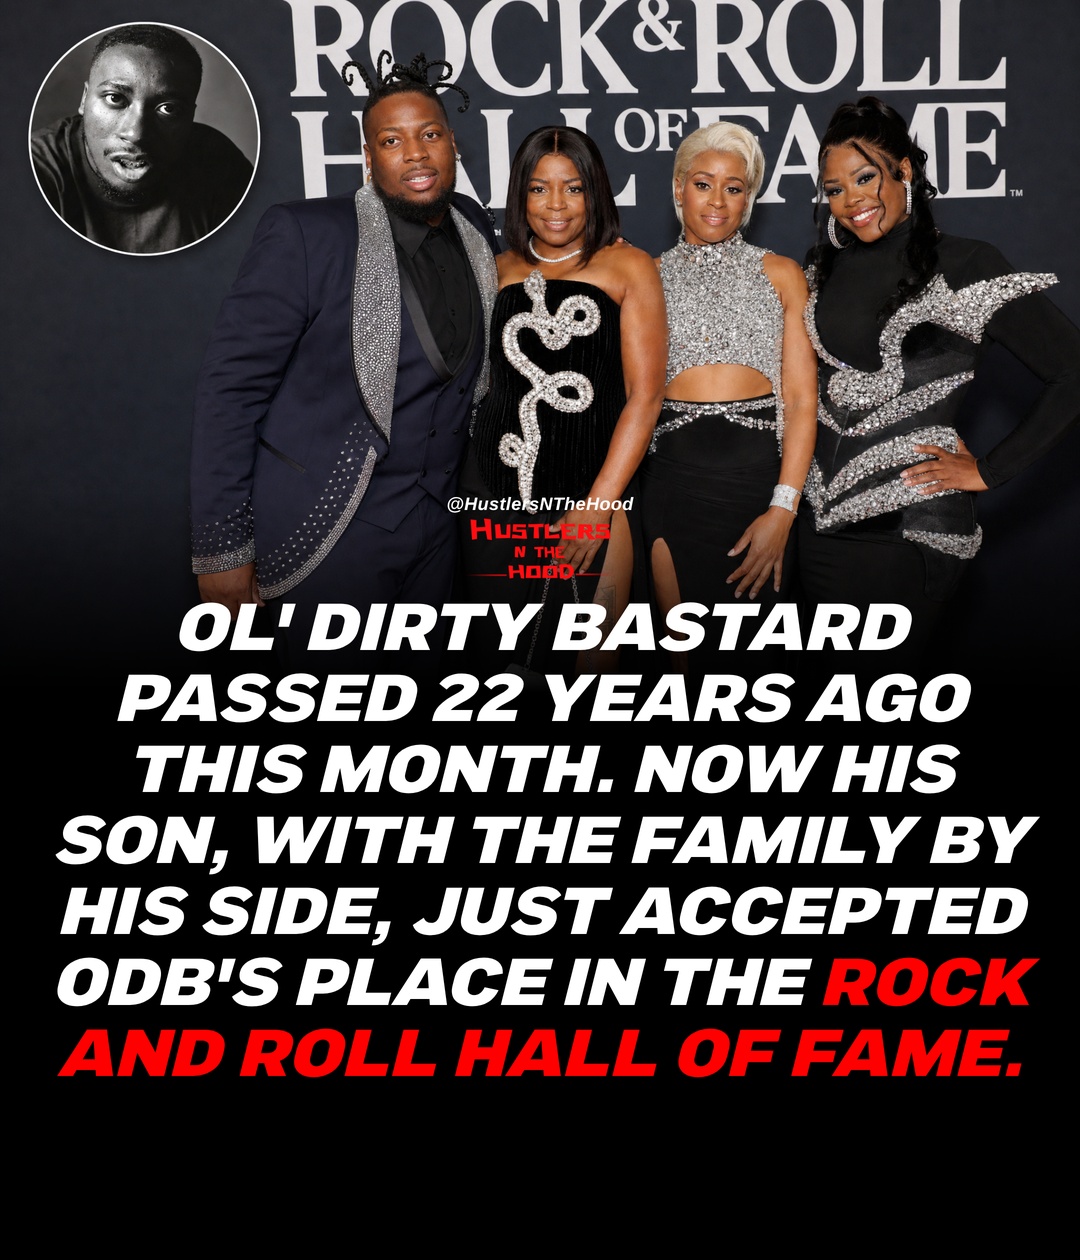 ROCK & ROLL
HALL OF FAME™
@HustlersNTheHood
HUSTLERS
N THE
HOOD
OL' DIRTY BASTARD
PASSED 22 YEARS AGO
THIS MONTH. NOW HIS
SON, WITH THE FAMILY BY
HIS SIDE, JUST ACCEPTED
ODB'S PLACE IN THE ROCK
AND ROLL HALL OF FAME.